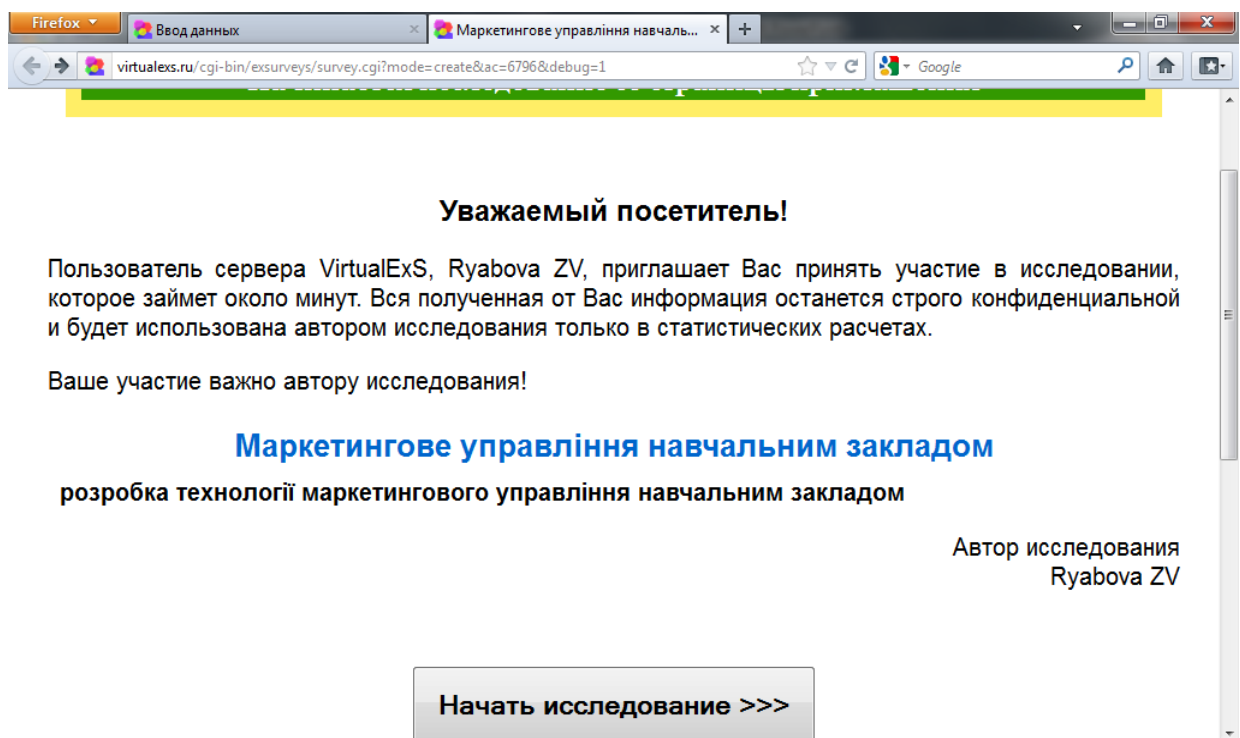 Firefox
Ввод данных
Маркетингове управління навчаль...
virtualexs.ru/cgi-bin/exsurveys/survey.cgi?mode=create&ac=6796&debug=1
Google
Уважаемый посетитель!
Пользователь сервера VirtualExS, Ryabova ZV, приглашает Вас принять участие в исследовании,
которое займет около минут. Вся полученная от Вас информация останется строго конфиденциальной
и будет использована автором исследования только в статистических расчетах.
Ваше участие важно автору исследования!
Маркетингове управління навчальним закладом
розробка технології маркетингового управління навчальним закладом
Автор исследования
Ryabova ZV
Начать исследование >>>